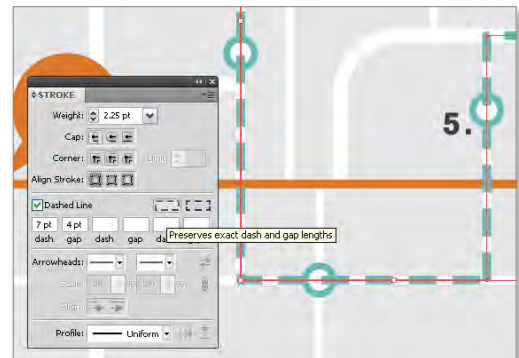 STROKE
Weight: 2.25 pt
Cap:
Corner: Limit:
Align Stroke:
Dashed Line
7 pt 4 pt
dash gap dash gap
Preserves exact dash and gap lengths
Arrowheads:
Scale:
Align:
Profile: Uniform
5.